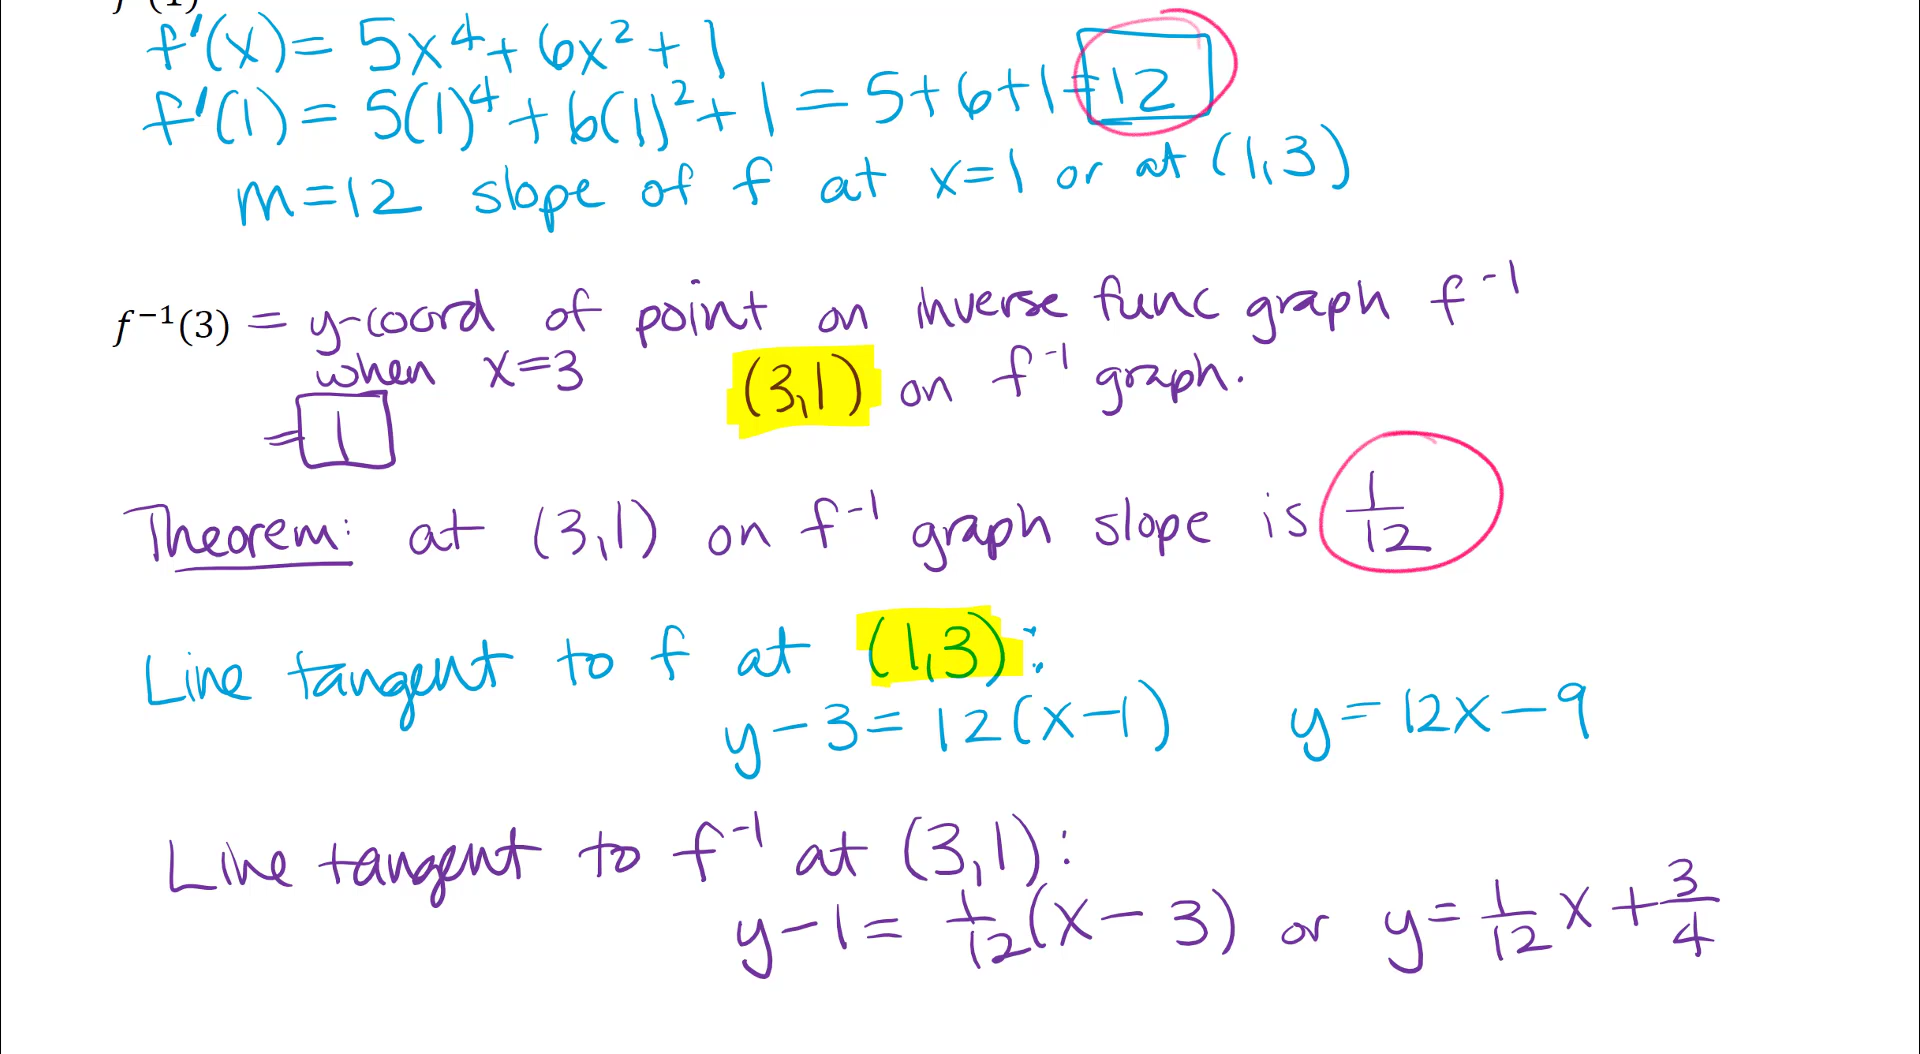 f'(x) = 5x⁴ + 6x² + 1
f'(1) = 5(1)⁴ + 6(1)² + 1 = 5 + 6 + 1 = 12
m = 12 slope of f at x = 1 or at (1,3)
f⁻¹(3) = y-coord of point on inverse func graph f⁻¹
when x = 3 (3,1) on f⁻¹ graph.
= 1
Theorem: at (3,1) on f⁻¹ graph slope is 1/12
Line tangent to f at (1,3):
y - 3 = 12(x - 1) y = 12x - 9
Line tangent to f⁻¹ at (3,1):
y - 1 = 1/12 (x - 3) or y = 1/12 x + 3/4